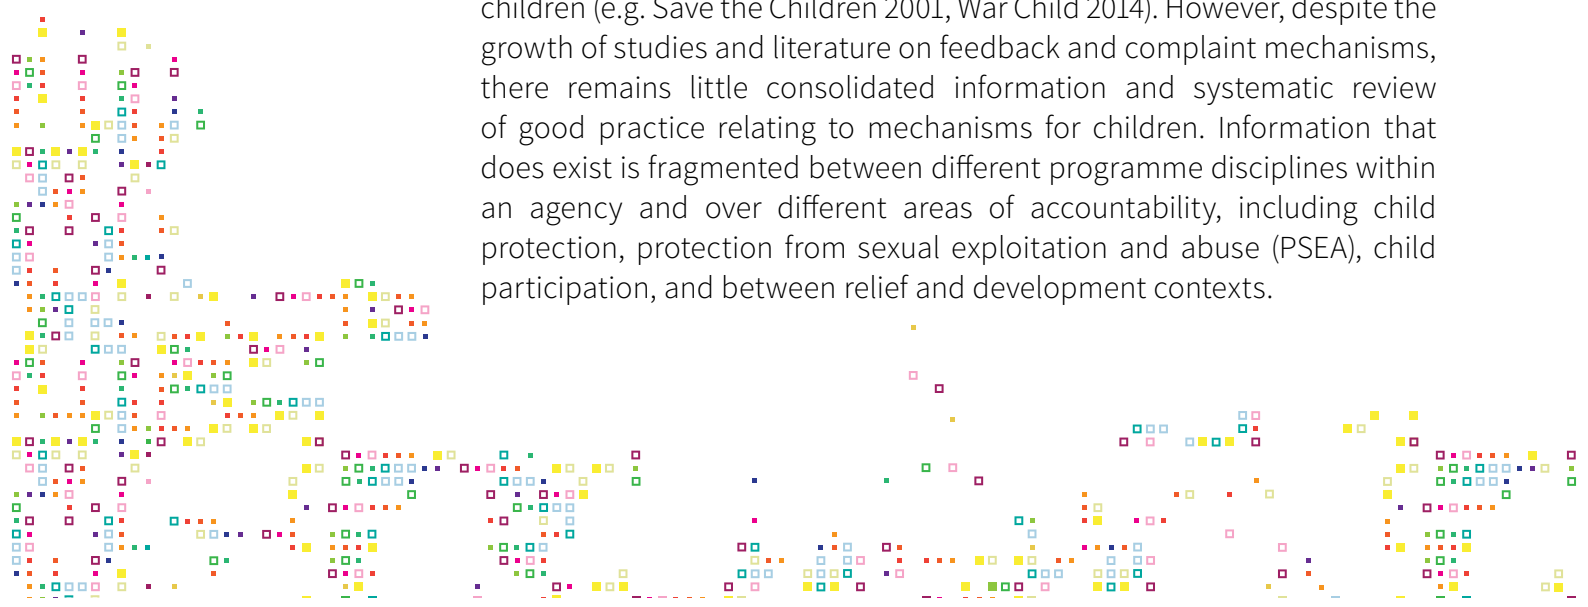 children (e.g. Save the Children 2001, War Child 2014). However, despite the
growth of studies and literature on feedback and complaint mechanisms,
there remains little consolidated information and systematic review
of good practice relating to mechanisms for children. Information that
does exist is fragmented between different programme disciplines within
an agency and over different areas of accountability, including child
protection, protection from sexual exploitation and abuse (PSEA), child
participation, and between relief and development contexts.